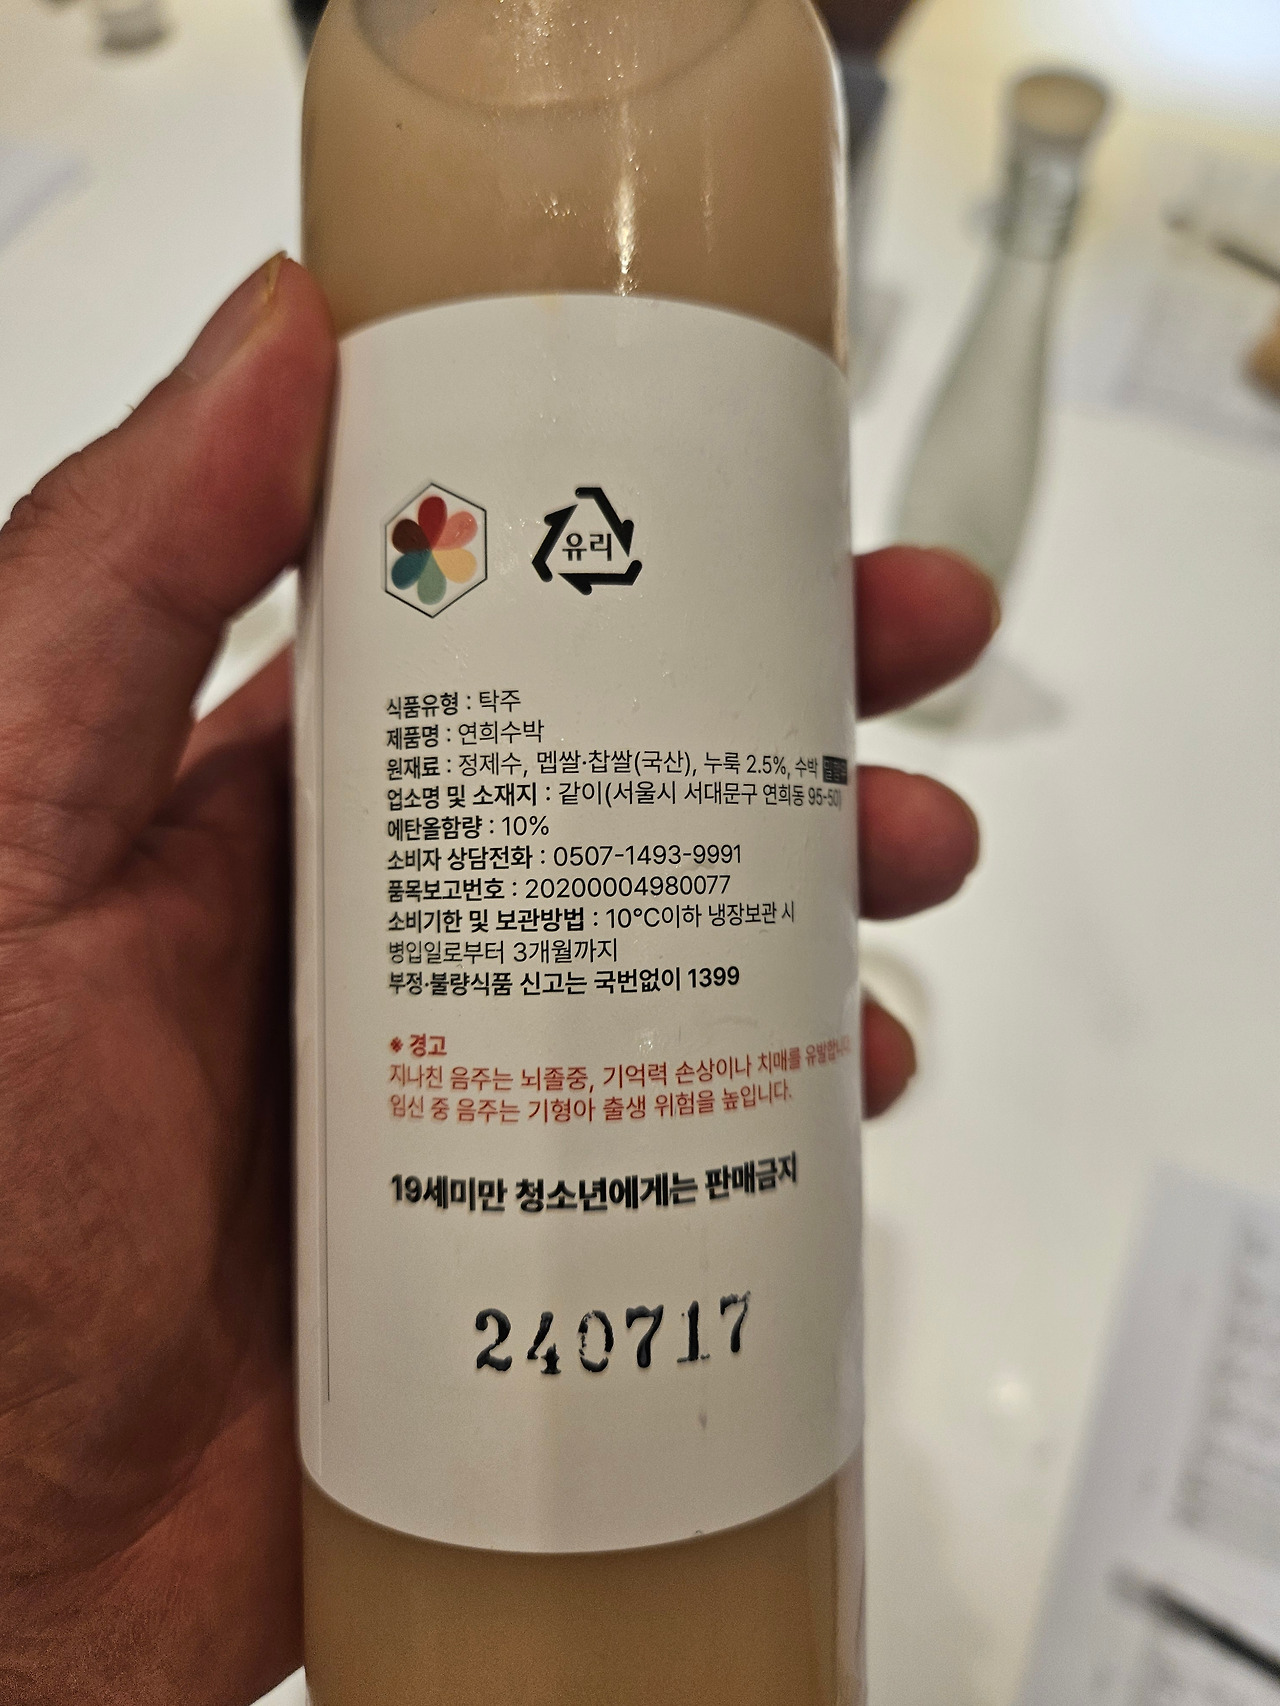 유리
식품유형 : 탁주
제품명 : 연희수박
원재료 : 정제수, 멥쌀·찹쌀(국산), 누룩 2.5%, 수박
업소명 및 소재지 : 같이(서울시 서대문구 연희동 95-50)
에탄올함량 : 10%
소비자 상담전화 : 0507-1493-9991
품목보고번호 : 20200004980077
소비기한 및 보관방법 : 10°C이하 냉장보관 시
병입일로부터 3개월까지
부정·불량식품 신고는 국번없이 1399
※ 경고
지나친 음주는 뇌졸중, 기억력 손상이나 치매를 유발합니다
임신 중 음주는 기형아 출생 위험을 높입니다.
19세미만 청소년에게는 판매금지
240717